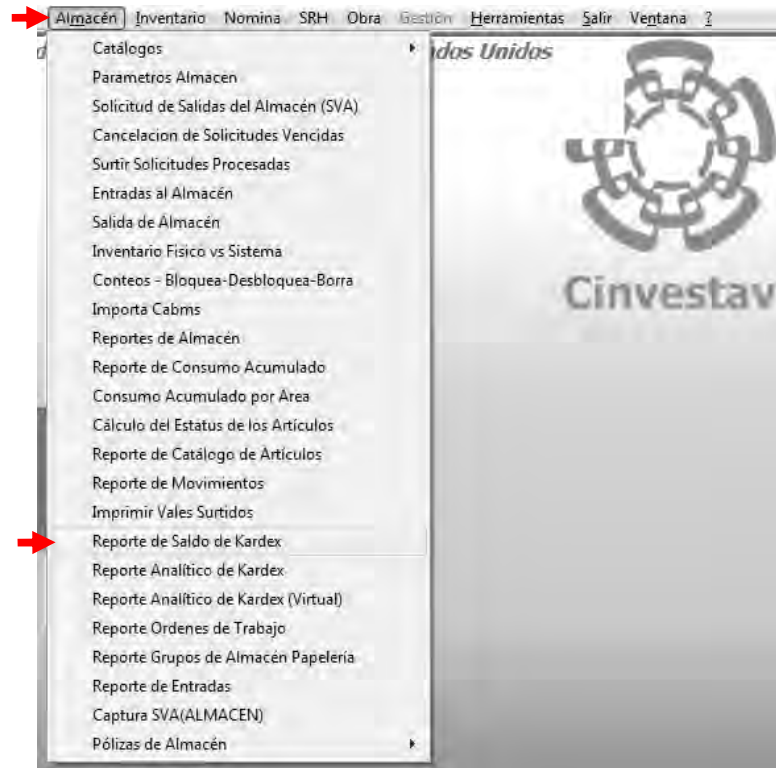 Almacén Inventario Nomina SRH Obra Gestión Herramientas Salir Ventana ?
dos Unidos
Catálogos
Parametros Almacen
Solicitud de Salidas del Almacén (SVA)
Cancelacion de Solicitudes Vencidas
Surtir Solicitudes Procesadas
Entradas al Almacén
Salida de Almacén
Inventario Fisico vs Sistema
Conteos - Bloquea-Desbloquea-Borra
Importa Cabms
Reportes de Almacén
Reporte de Consumo Acumulado
Consumo Acumulado por Area
Cálculo del Estatus de los Artículos
Reporte de Catálogo de Artículos
Reporte de Movimientos
Imprimir Vales Surtidos
Reporte de Saldo de Kardex
Reporte Analítico de Kardex
Reporte Analítico de Kardex (Virtual)
Reporte Ordenes de Trabajo
Reporte Grupos de Almacén Papelería
Reporte de Entradas
Captura SVA(ALMACEN)
Pólizas de Almacén
Cinvestav